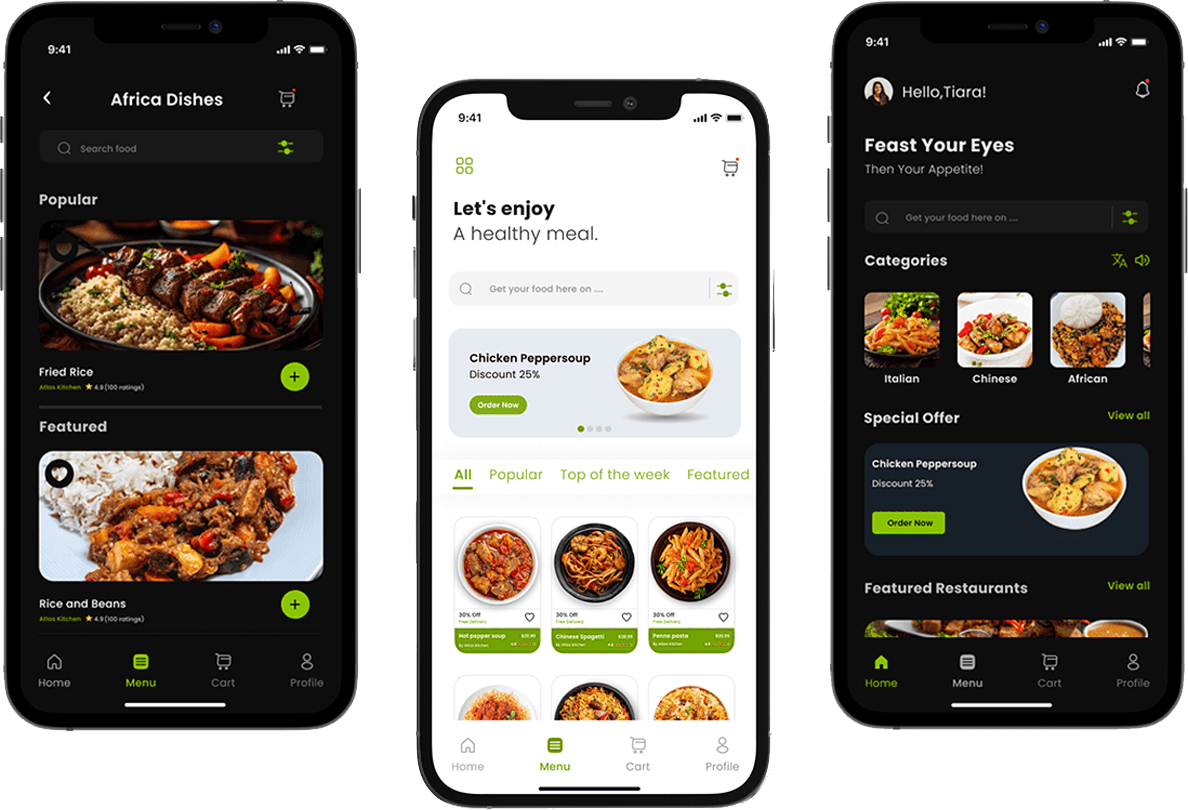 9:41
Africa Dishes
Search food
Popular
Fried Rice
Atlas Kitchen 4.9 (100 ratings)
Featured
Rice and Beans
Atlas Kitchen 4.9 (100 ratings)
Home Menu Cart Profile
9:41
Let's enjoy
A healthy meal.
Get your food here on ....
Chicken Peppersoup
Discount 25%
Order Now
All Popular Top of the week Featured
30% Off 30% Off 30% Off
Free Delivery Free Delivery Free Delivery
Hot pepper soup Chinese Spagetti Penne pasta
By Atlas Kitchen 4.8 By Atlas Kitchen 4.8 By Atlas Kitchen
Home Menu Cart Profile
9:41
Hello,Tiara!
Feast Your Eyes
Then Your Appetite!
Get your food here on ....
Categories
Italian Chinese African
Special Offer View all
Chicken Peppersoup
Discount 25%
Order Now
Featured Restaurants View all
Home Menu Cart Profile